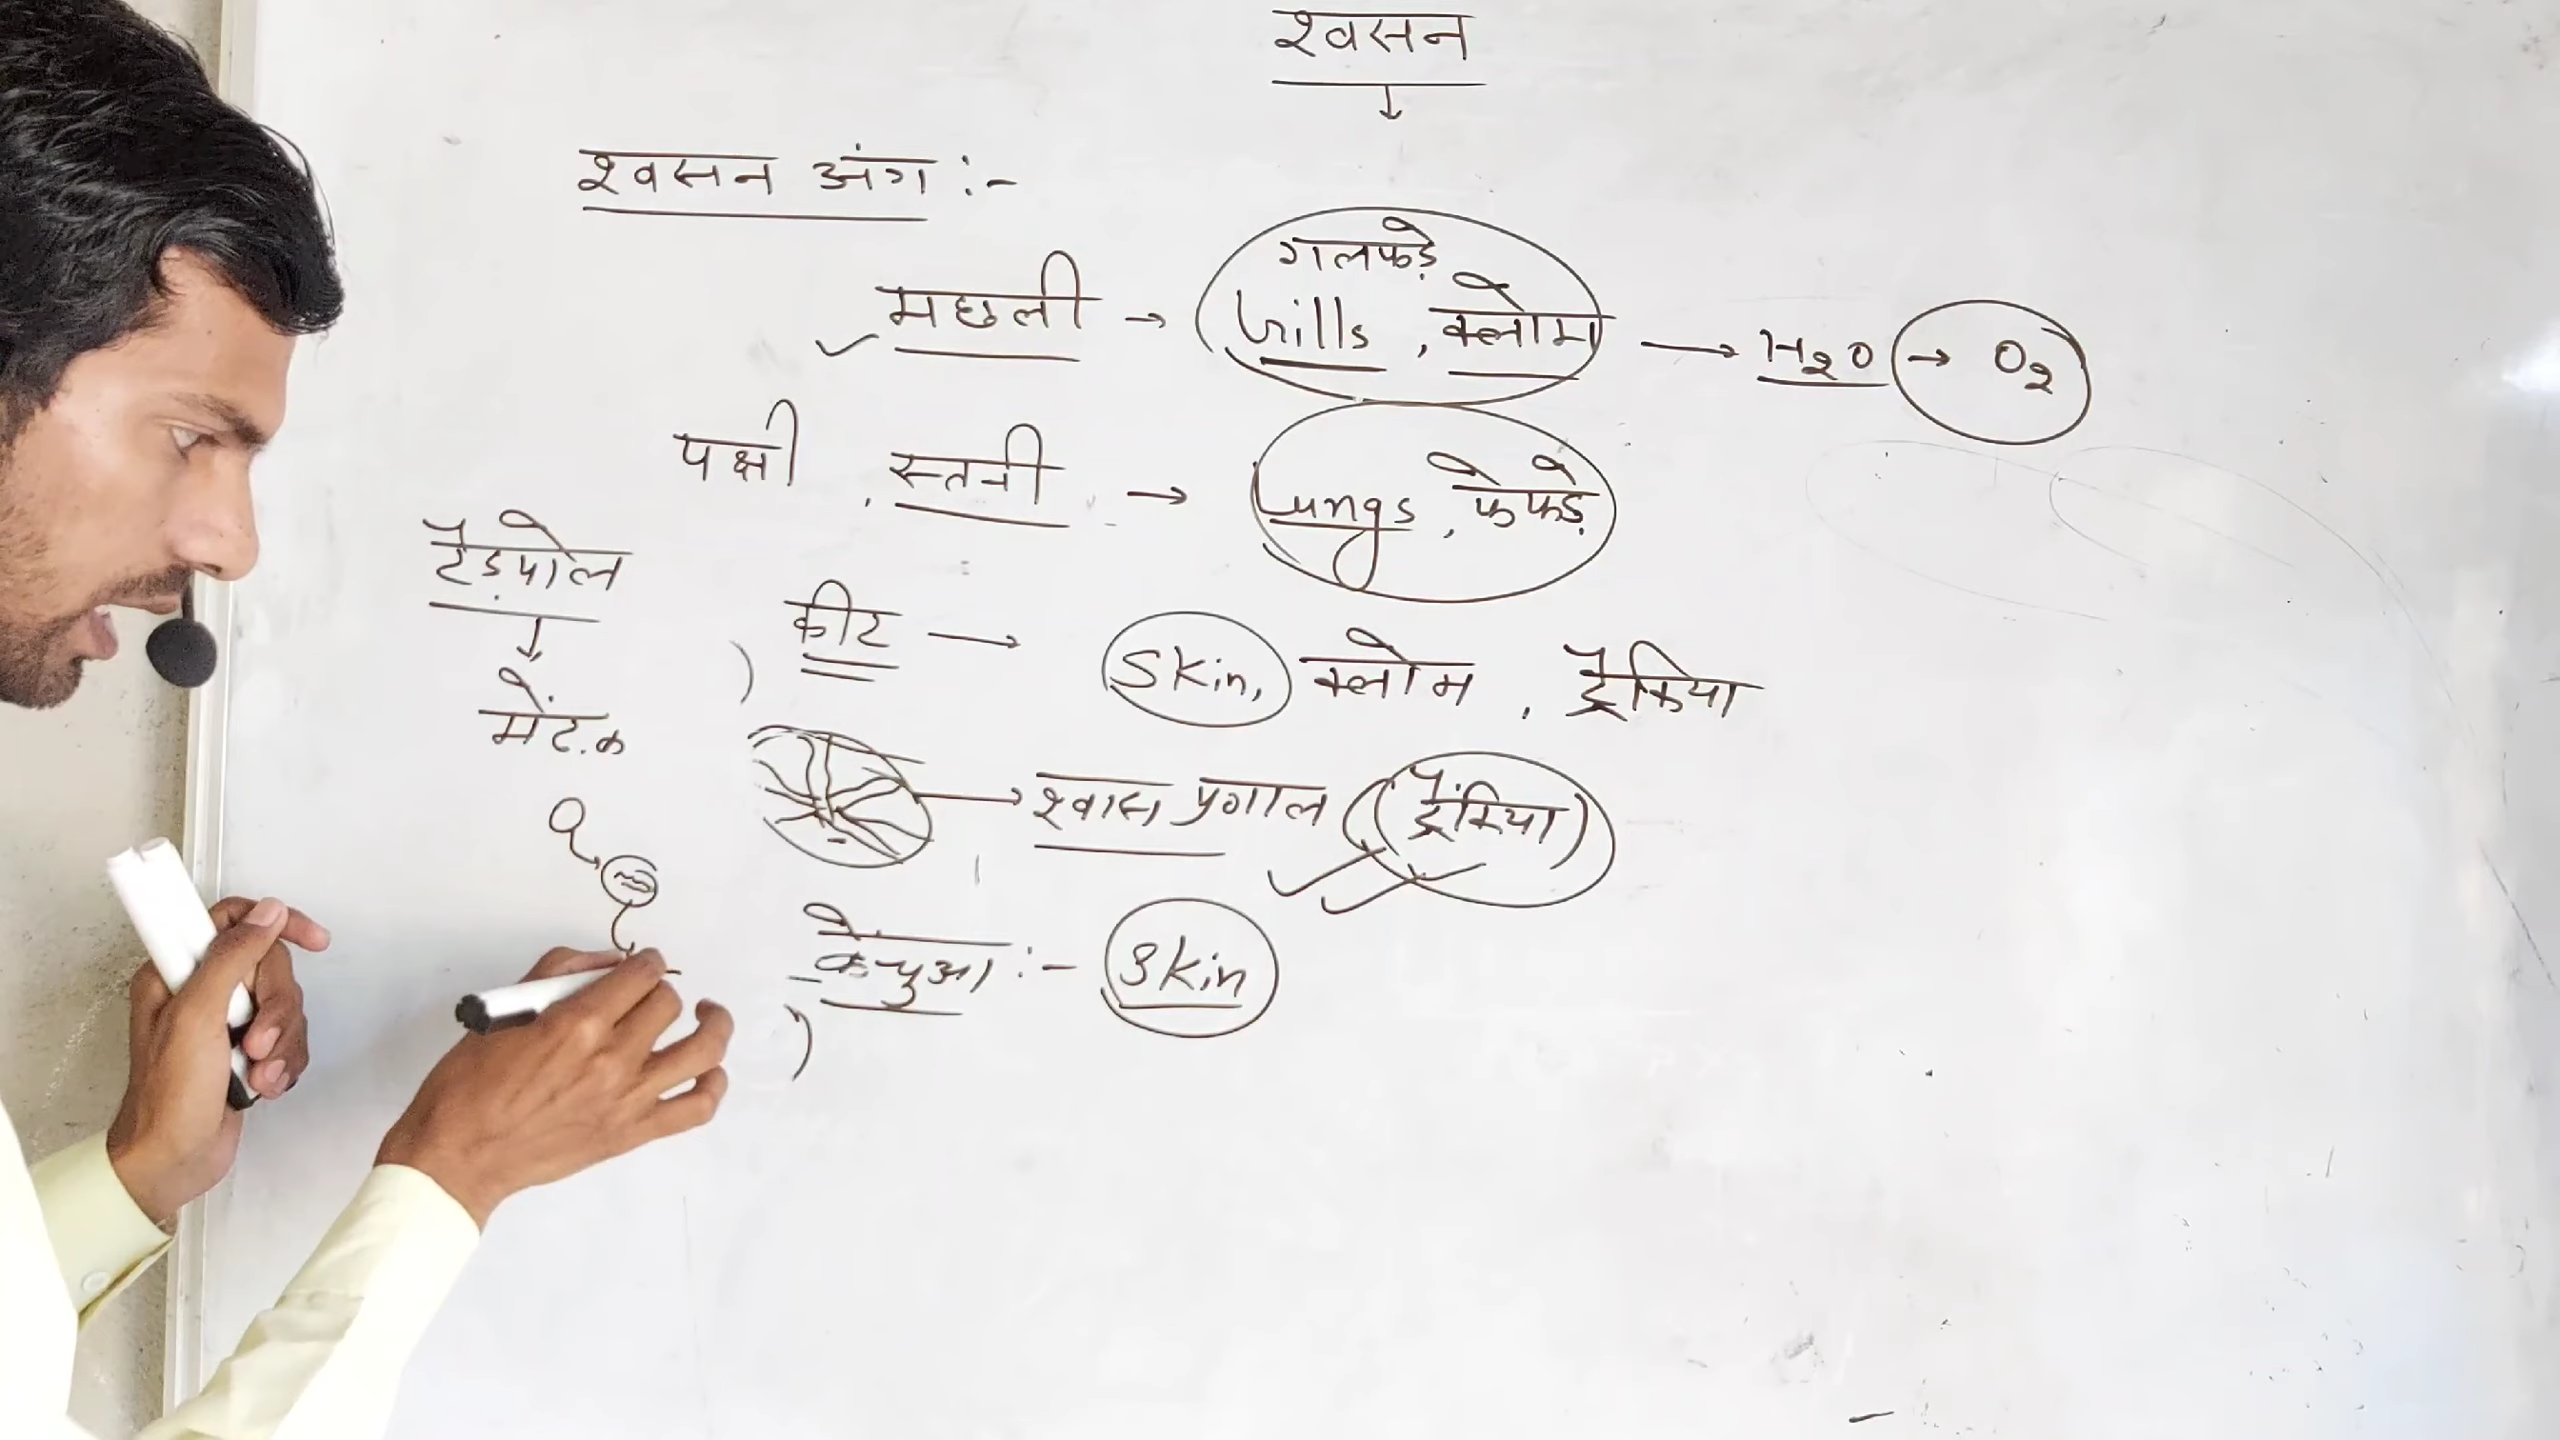 श्वसन
श्वसन अंग :-
मछली → गलफड़े Gills, क्लोम → H2O → O2
पक्षी, स्तनी → Lungs, फेफड़े
टैडपोल
↓
मेंढ़क
कीट → Skin, क्लोम, ट्रैकिया
→ श्वास प्रणाल (ट्रैकिया)
केंचुआ :- Skin